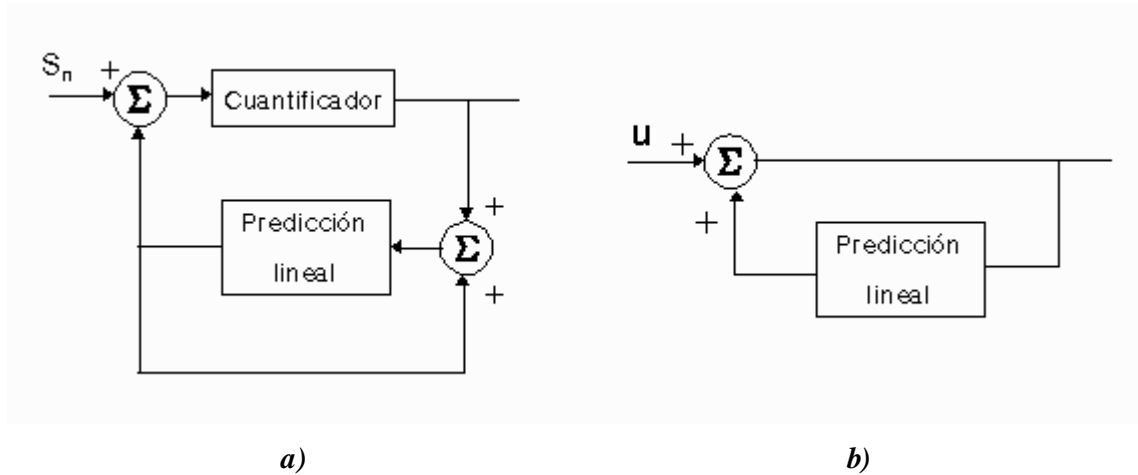 Sₙ
+
Σ
Cuantificador
+
Predicción
lineal
Σ
+
u
+
Σ
+
Predicción
lineal
a)
b)